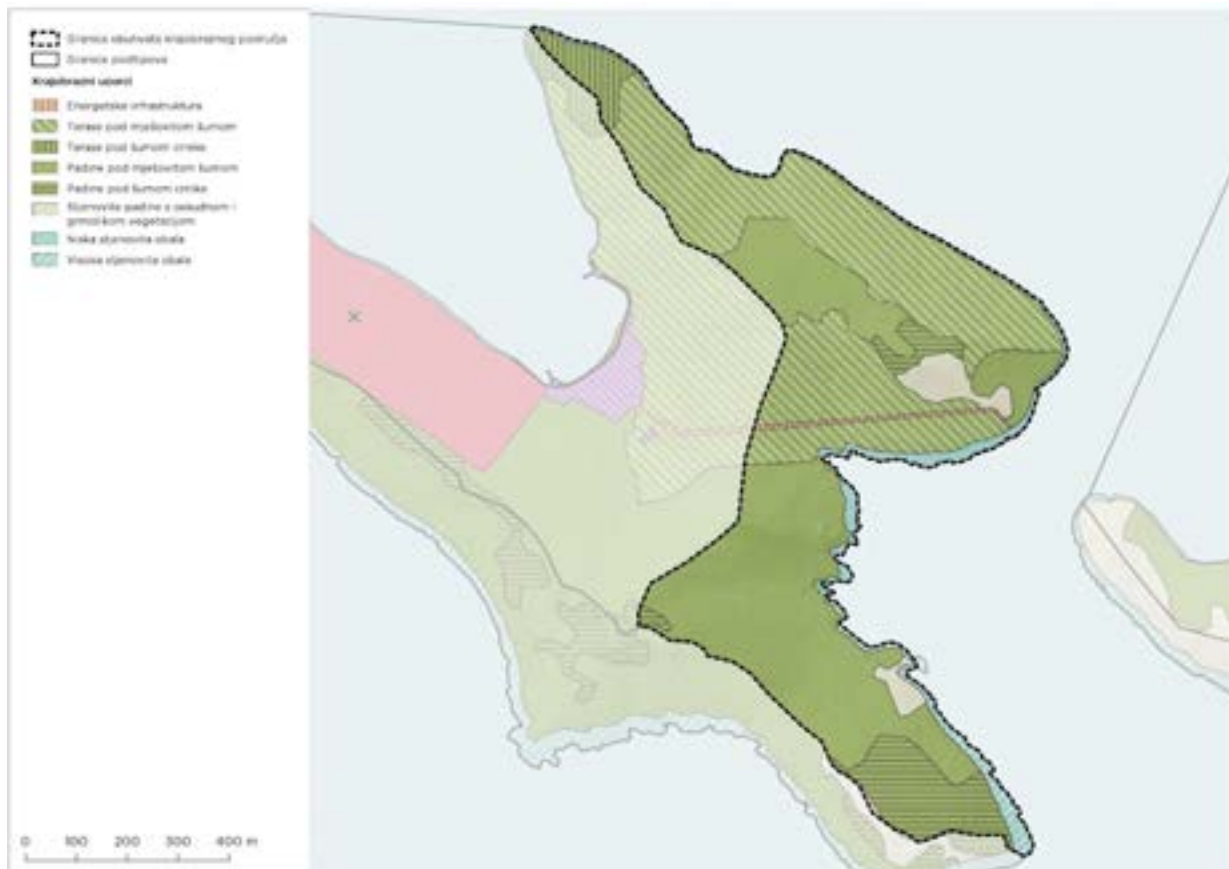 Granica obuhvata krajobraznog područja
Granica podtipova
Krajobrazni uzorci
Energetska infrastruktura
Terase pod mješovitom šumom
Terase pod šumom crnike
Padine pod mješovitom šumom
Padine pod šumom crnike
Stjenovite padine s oskudnom i
grmolikom vegetacijom
Niska stjenovita obala
Visoka stjenovita obala
0 100 200 300 400 m